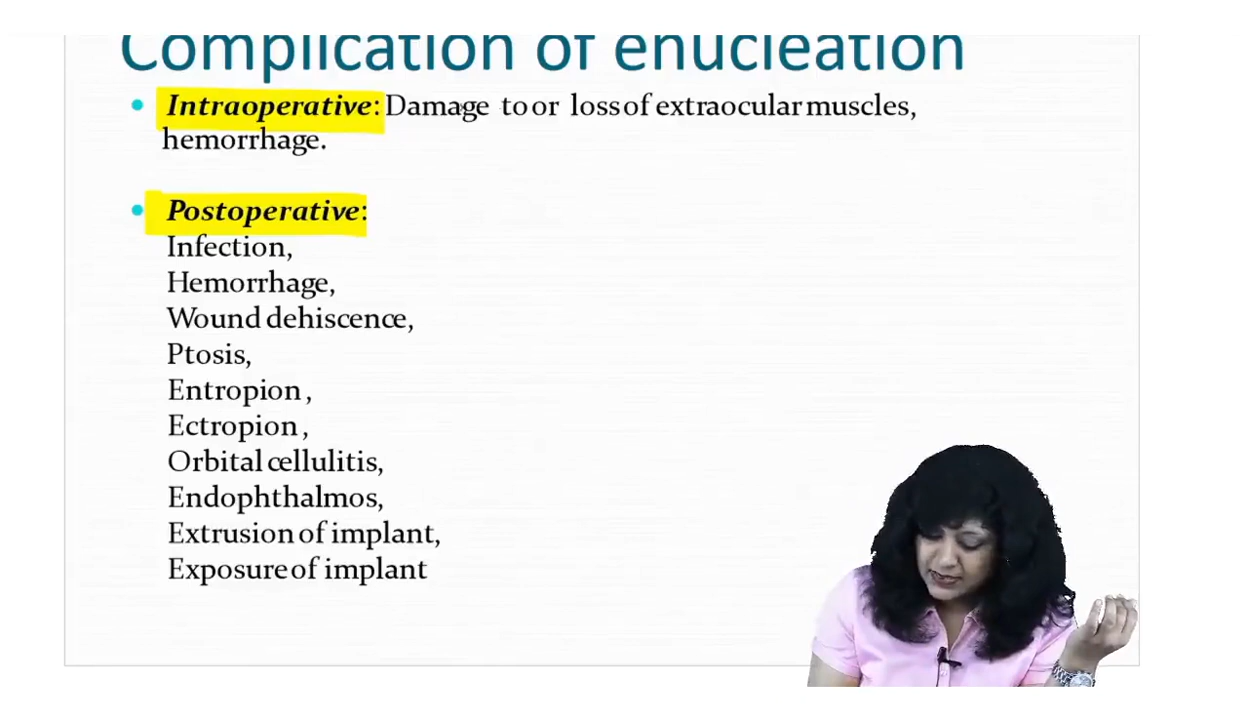 Complication of enucleation
Intraoperative: Damage to or loss of extraocular muscles,
hemorrhage.
Postoperative:
Infection,
Hemorrhage,
Wound dehiscence,
Ptosis,
Entropion ,
Ectropion ,
Orbital cellulitis,
Endophthalmos,
Extrusion of implant,
Exposure of implant